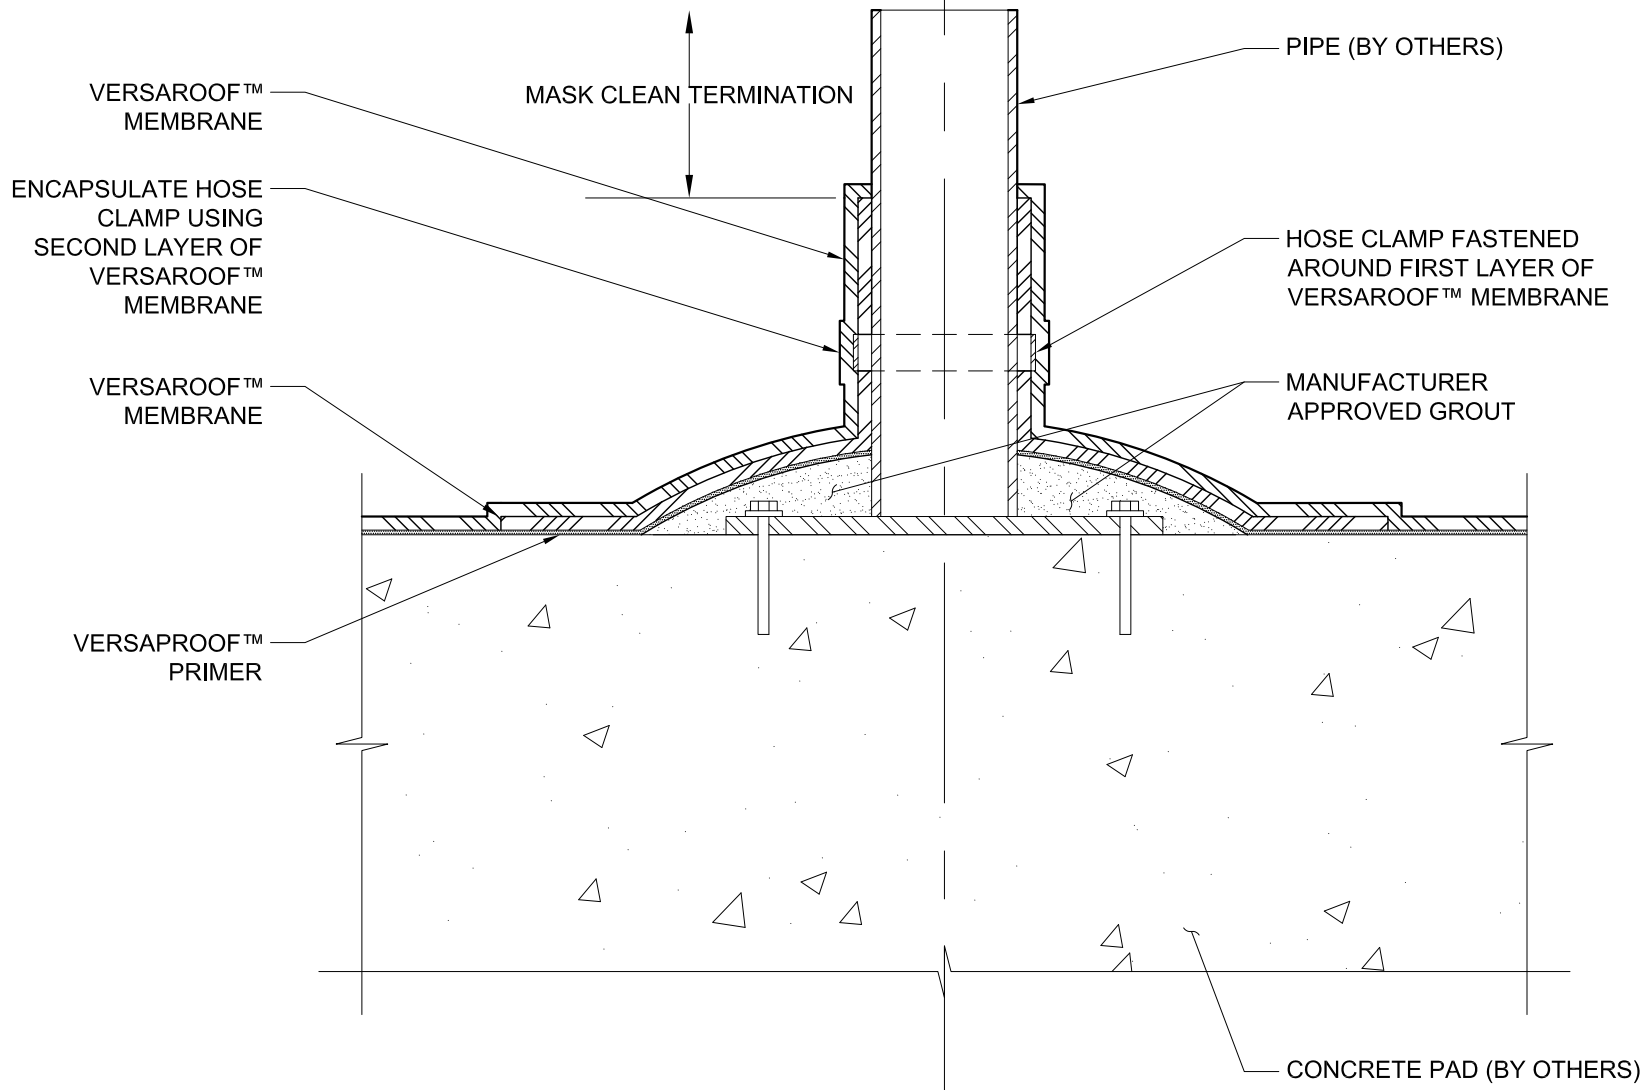 VERSAROOF™
MEMBRANE
ENCAPSULATE HOSE
CLAMP USING
SECOND LAYER OF
VERSAROOF™
MEMBRANE
VERSAROOF™
MEMBRANE
VERSAPROOF™
PRIMER
MASK CLEAN TERMINATION
PIPE (BY OTHERS)
HOSE CLAMP FASTENED
AROUND FIRST LAYER OF
VERSAROOF™ MEMBRANE
MANUFACTURER
APPROVED GROUT
CONCRETE PAD (BY OTHERS)